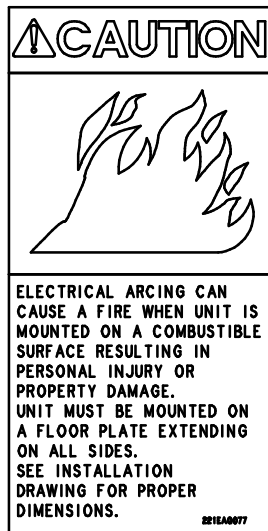 CAUTION
ELECTRICAL ARCING CAN
CAUSE A FIRE WHEN UNIT IS
MOUNTED ON A COMBUSTIBLE
SURFACE RESULTING IN
PERSONAL INJURY OR
PROPERTY DAMAGE.
UNIT MUST BE MOUNTED ON
A FLOOR PLATE EXTENDING
ON ALL SIDES.
SEE INSTALLATION
DRAWING FOR PROPER
DIMENSIONS.
221EA0077